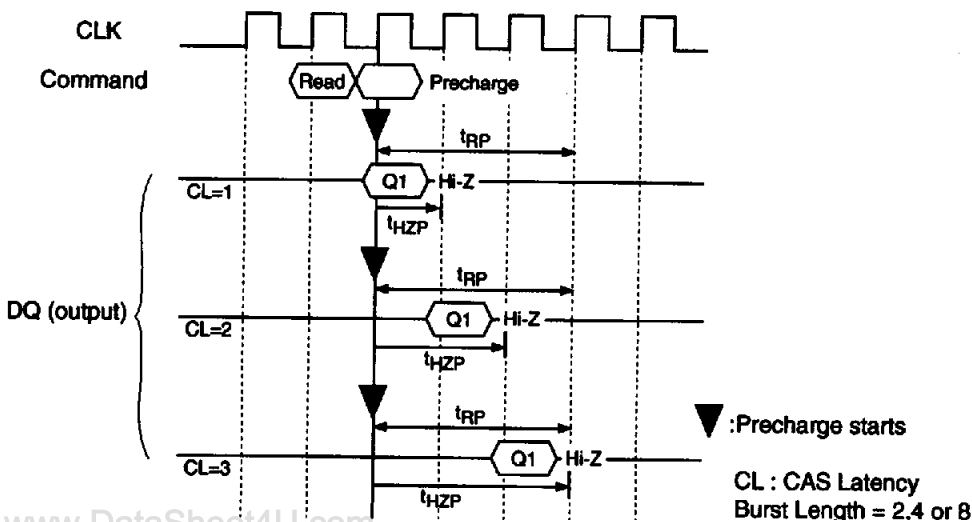 CLK
Command
Read
Precharge
tRP
CL=1
Q1
Hi-Z
tHZP
tRP
DQ (output)
CL=2
Q1
Hi-Z
tHZP
tRP
:Precharge starts
CL=3
Q1
Hi-Z
tHZP
CL : CAS Latency
Burst Length = 2,4 or 8
www.DataSheet4U.com